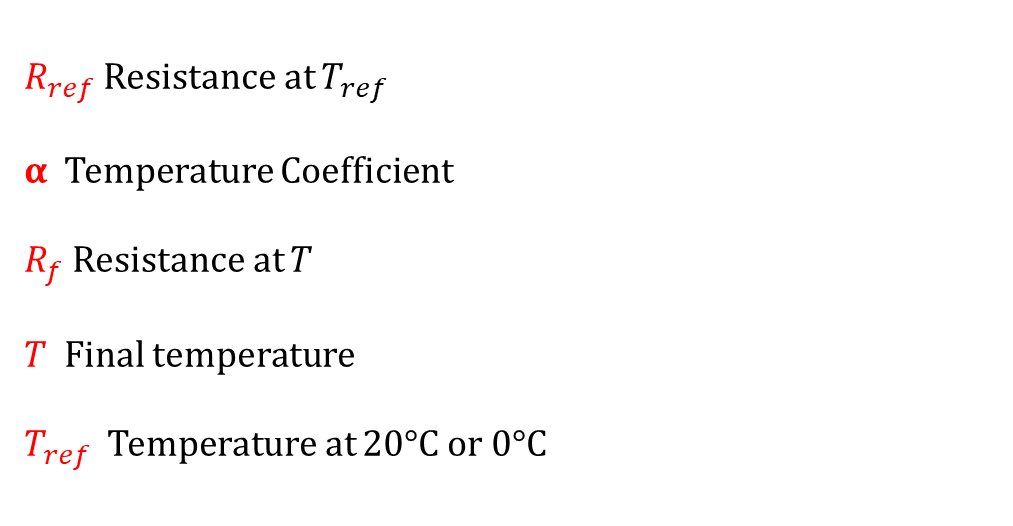 R_ref Resistance at T_ref
α Temperature Coefficient
R_f Resistance at T
T Final temperature
T_ref Temperature at 20°C or 0°C